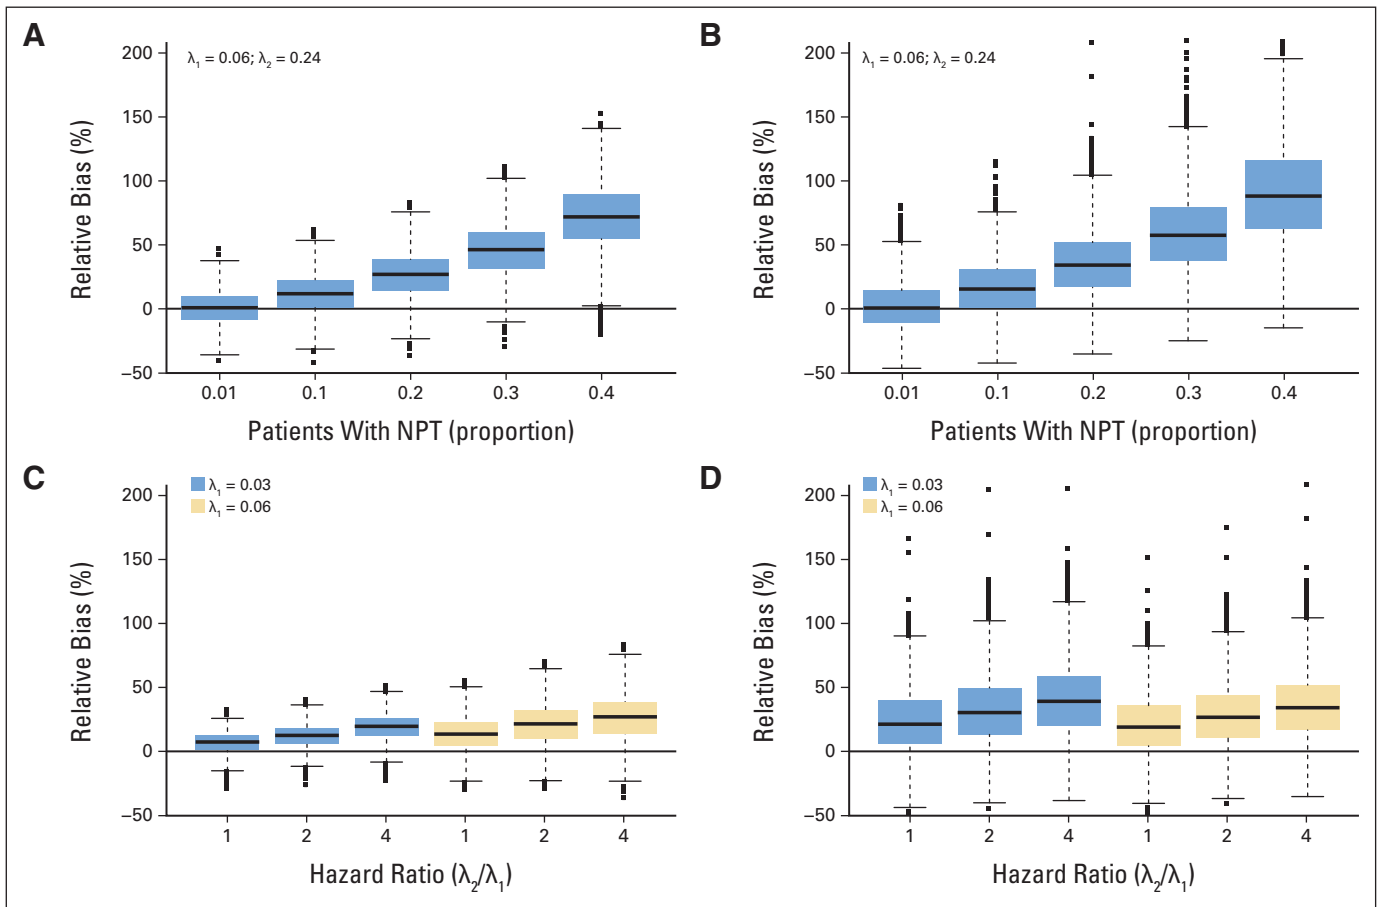 A
λ1 = 0.06; λ2 = 0.24
Relative Bias (%)
200
150
100
50
0
–50
0.01 0.1 0.2 0.3 0.4
Patients With NPT (proportion)
B
λ1 = 0.06; λ2 = 0.24
Relative Bias (%)
200
150
100
50
0
–50
0.01 0.1 0.2 0.3 0.4
Patients With NPT (proportion)
C
λ1 = 0.03
λ1 = 0.06
Relative Bias (%)
200
150
100
50
0
–50
1 2 4 1 2 4
Hazard Ratio (λ2/λ1)
D
λ1 = 0.03
λ1 = 0.06
Relative Bias (%)
200
150
100
50
0
–50
1 2 4 1 2 4
Hazard Ratio (λ2/λ1)